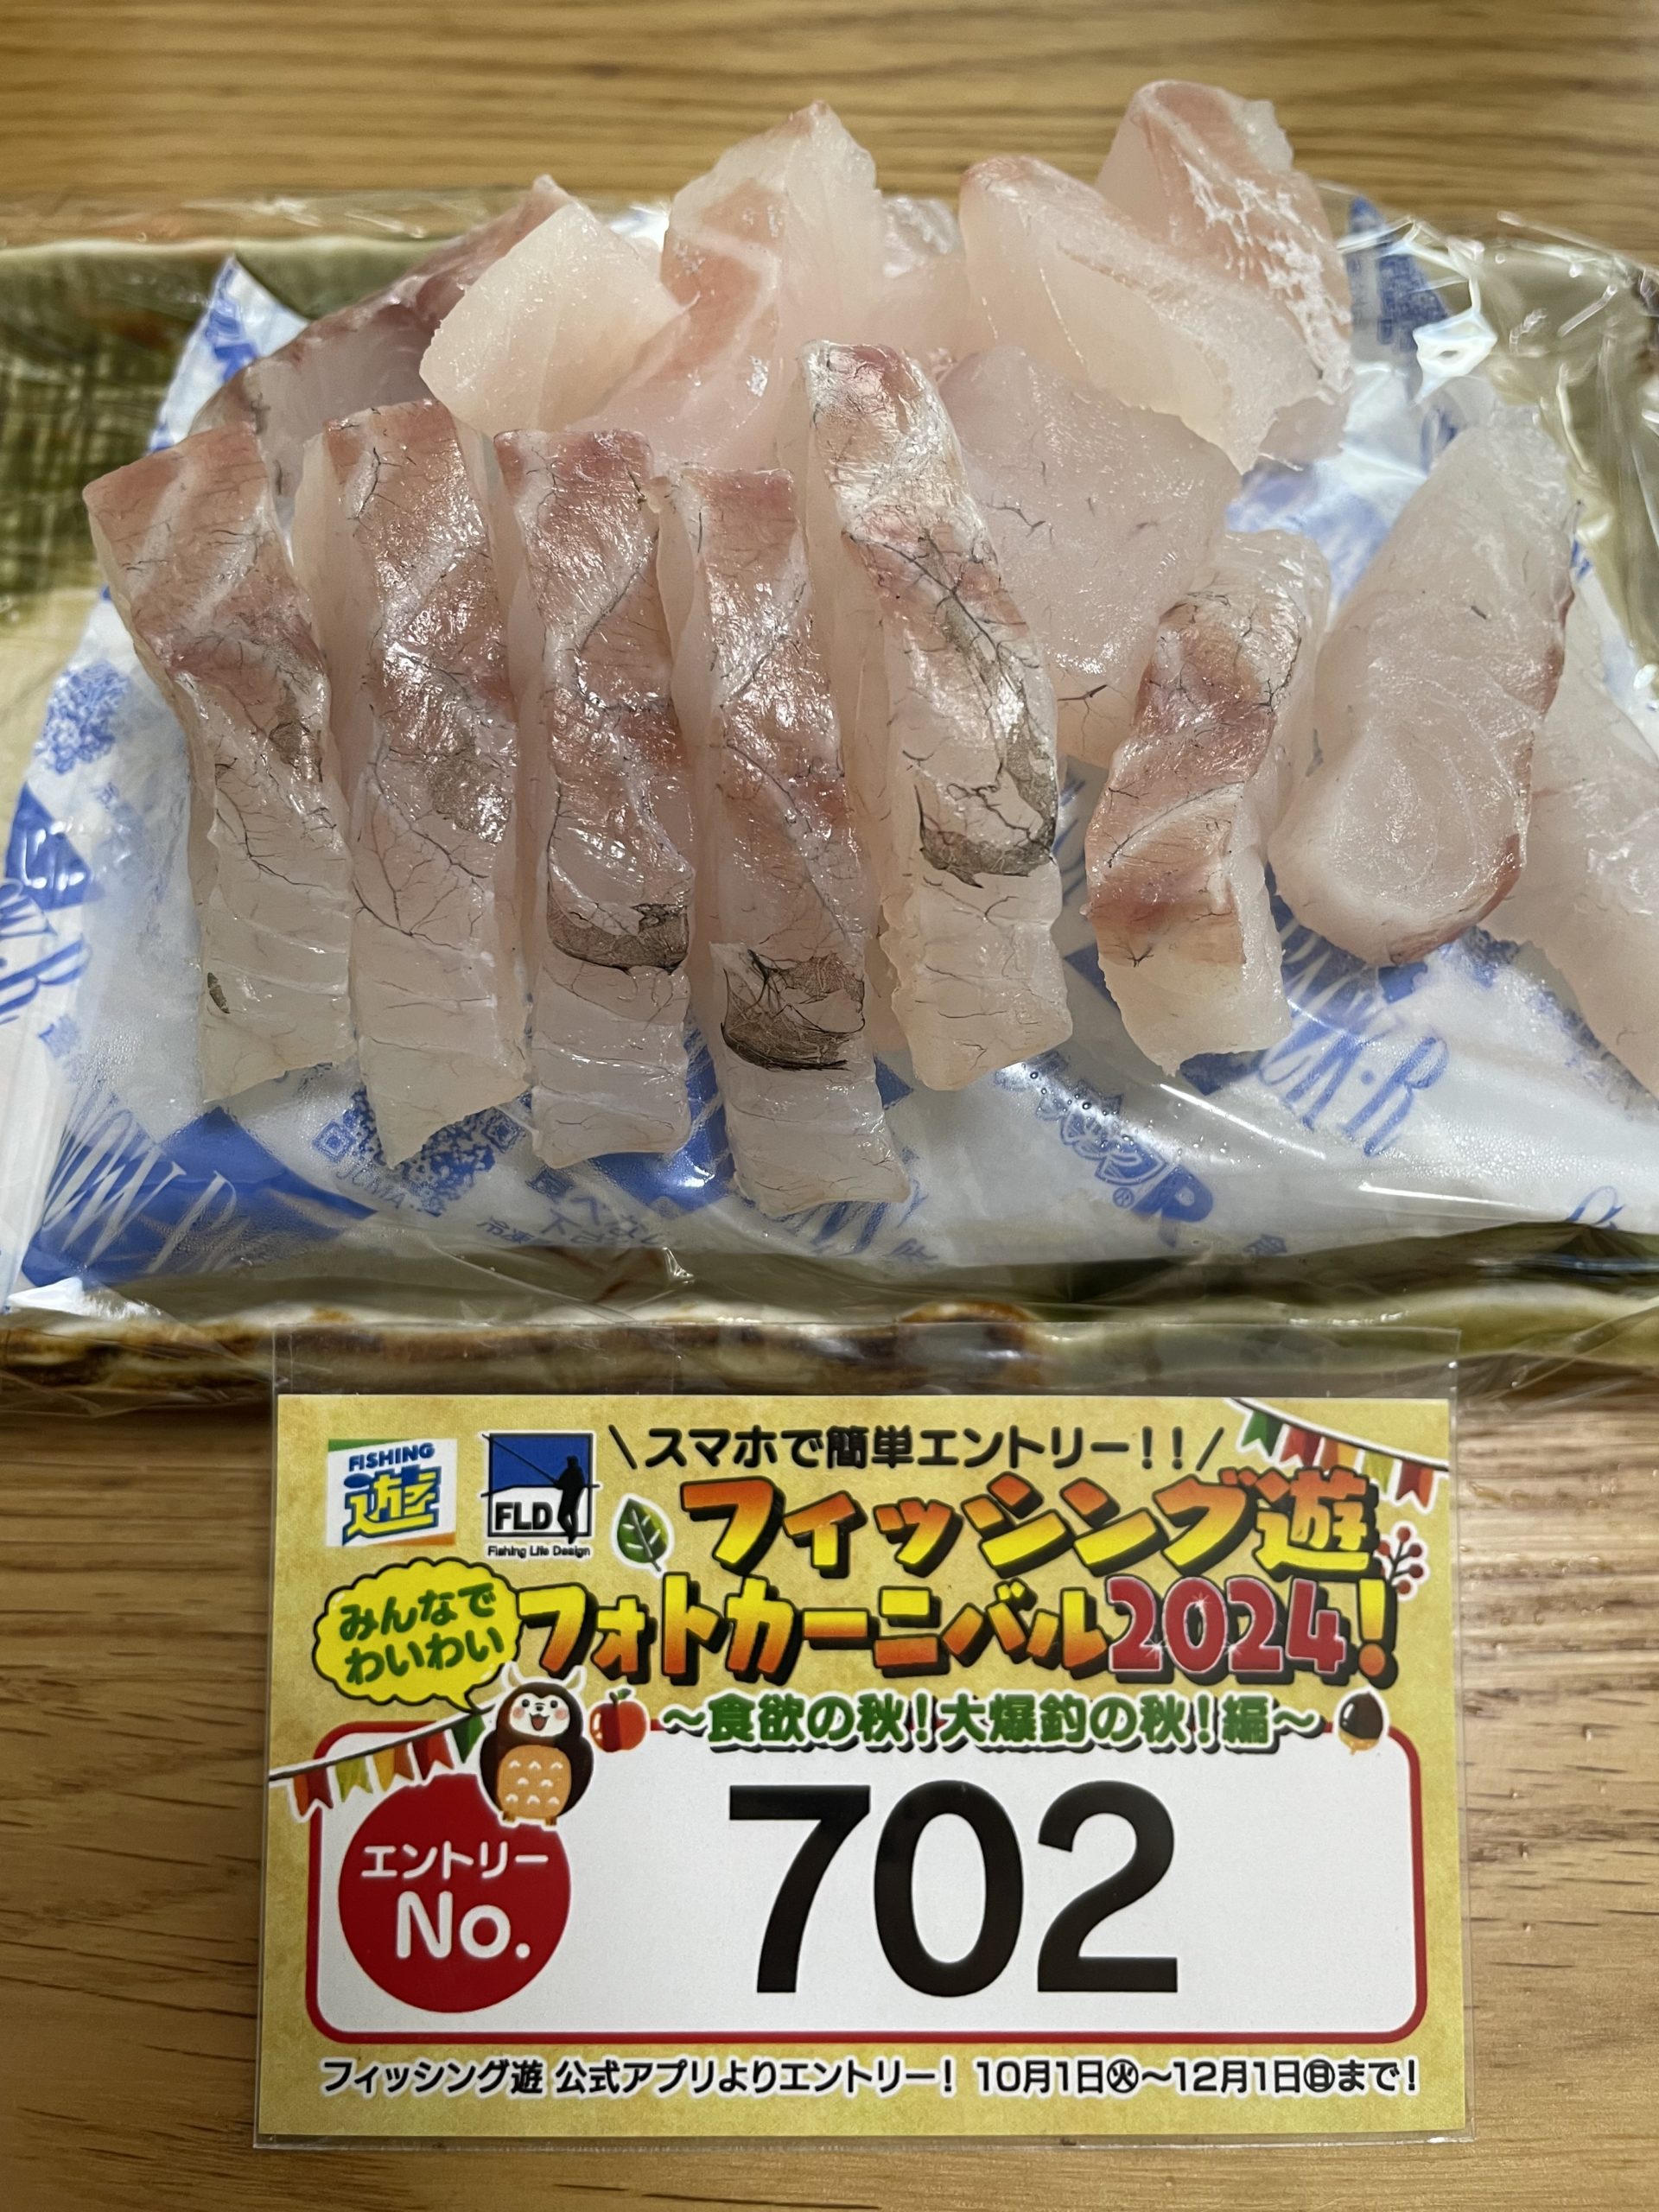 SNOW・R
SNOW・R
FISHING
遊
FLD
Fishing Life Design
\スマホで簡単エントリー!!/
フィッシング遊
みんなで
わいわい
フォトカーニバル2024!
~食欲の秋!大爆釣の秋!編~
エントリー
No.
702
フィッシング遊 公式アプリよりエントリー! 10月1日㊋~12月1日㊐まで!